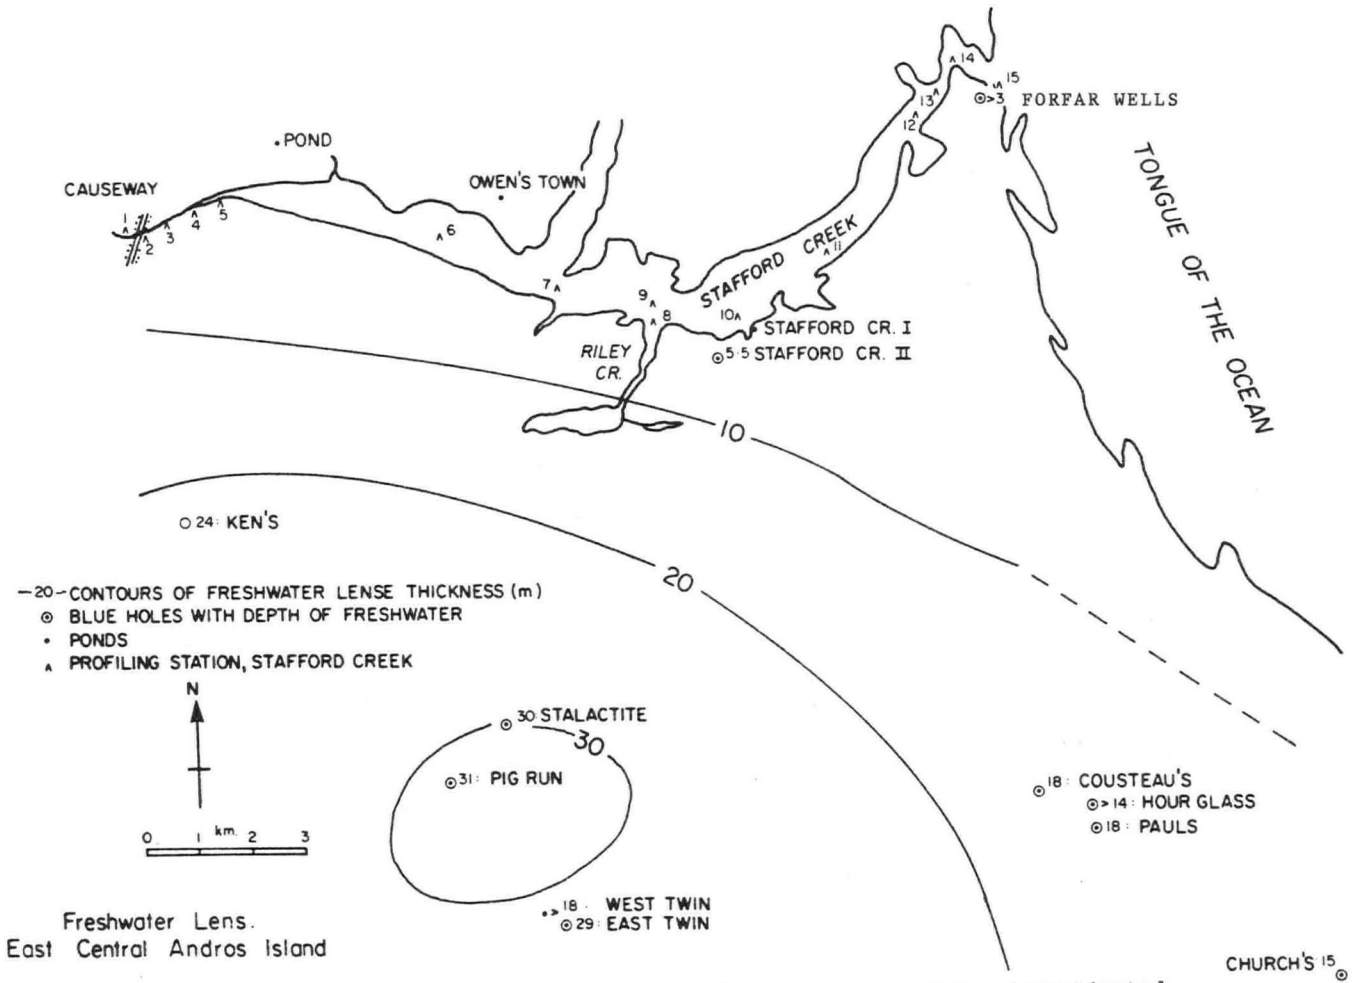 14
15
13
>3 FORFAR WELLS
12
POND
TONGUE OF THE OCEAN
CAUSEWAY
OWEN'S TOWN
1
2
3
4
5
6
STAFFORD CREEK
11
7
9
8
10
STAFFORD CR. I
5·5 STAFFORD CR. II
RILEY
CR.
10
24: KEN'S
20
—20– CONTOURS OF FRESHWATER LENSE THICKNESS (m)
BLUE HOLES WITH DEPTH OF FRESHWATER
PONDS
PROFILING STATION, STAFFORD CREEK
N
30: STALACTITE
30
31: PIG RUN
18: COUSTEAU'S
>14: HOUR GLASS
18: PAULS
0 1 km. 2 3
>18 WEST TWIN
29: EAST TWIN
Freshwater Lens.
East Central Andros Island
CHURCH'S 15